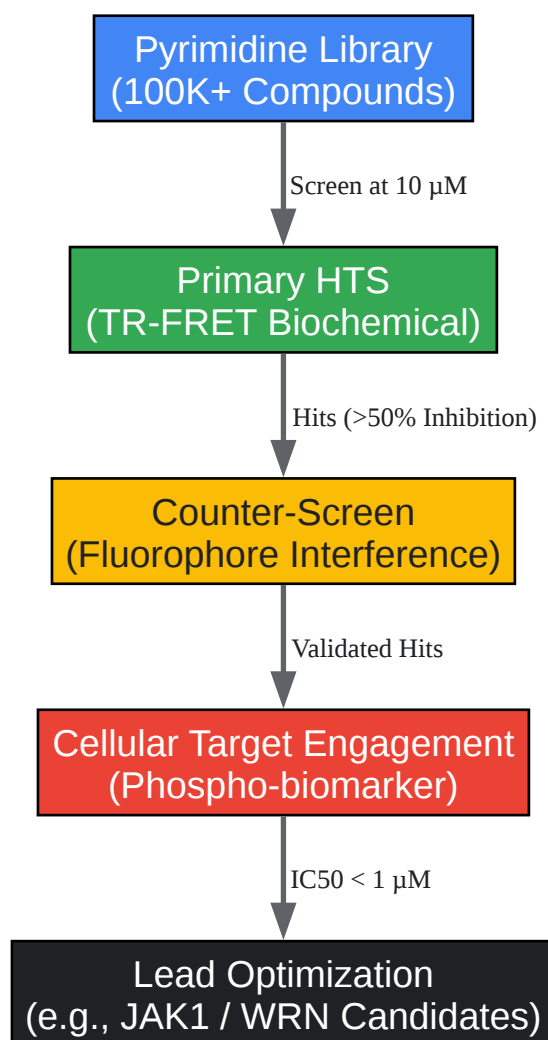 Pyrimidine Library
(100K+ Compounds)
Screen at 10 µM
Primary HTS
(TR-FRET Biochemical)
Hits (>50% Inhibition)
Counter-Screen
(Fluorophore Interference)
Validated Hits
Cellular Target Engagement
(Phospho-biomarker)
IC50 < 1 µM
Lead Optimization
(e.g., JAK1 / WRN Candidates)